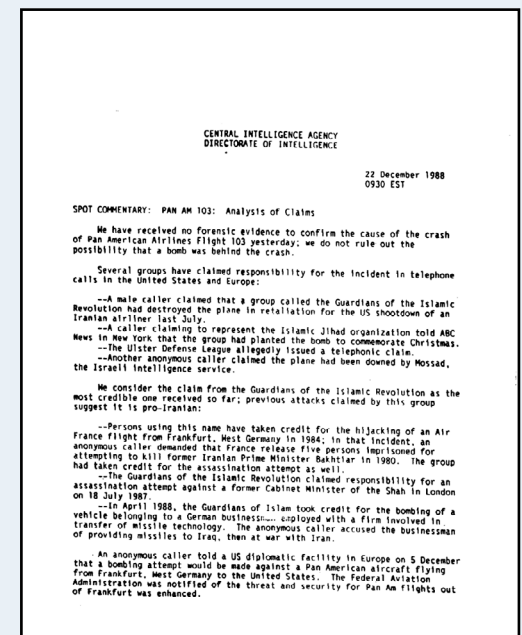 CENTRAL INTELLIGENCE AGENCY
DIRECTORATE OF INTELLIGENCE
22 December 1988
0930 EST
SPOT COMMENTARY: PAN AM 103: Analysis of Claims
We have received no forensic evidence to confirm the cause of the crash
of Pan American Airlines Flight 103 yesterday; we do not rule out the
possibility that a bomb was behind the crash.
Several groups have claimed responsibility for the incident in telephone
calls in the United States and Europe:
--A male caller claimed that a group called the Guardians of the Islamic
Revolution had destroyed the plane in retaliation for the US shootdown of an
Iranian airliner last July.
--A caller claiming to represent the Islamic Jihad organization told ABC
News in New York that the group had planted the bomb to commemorate Christmas.
--The Ulster Defense League allegedly issued a telephonic claim.
--Another anonymous caller claimed the plane had been downed by Mossad,
the Israeli intelligence service.
We consider the claim from the Guardians of the Islamic Revolution as the
most credible one received so far; previous attacks claimed by this group
suggest it is pro-Iranian:
--Persons using this name have taken credit for the hijacking of an Air
France flight from Frankfurt, West Germany in 1984; in that incident, an
anonymous caller demanded that France release five persons imprisoned for
attempting to kill former Iranian Prime Minister Bakhtiar in 1980. The group
had taken credit for the assassination attempt as well.
--The Guardians of the Islamic Revolution claimed responsibility for an
assassination attempt against a former Cabinet Minister of the Shah in London
on 18 July 1987.
--In April 1988, the Guardians of Islam took credit for the bombing of a
vehicle belonging to a German businessman employed with a firm involved in
transfer of missile technology. The anonymous caller accused the businessman
of providing missiles to Iraq, then at war with Iran.
An anonymous caller told a US diplomatic facility in Europe on 5 December
that a bombing attempt would be made against a Pan American aircraft flying
from Frankfurt, West Germany to the United States. The Federal Aviation
Administration was notified of the threat and security for Pan Am flights out
of Frankfurt was enhanced.